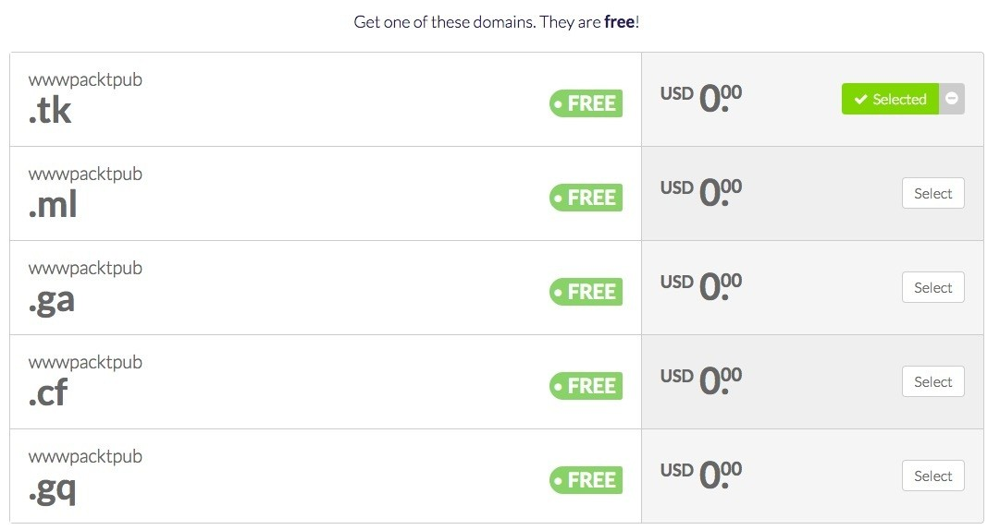 Get one of these domains. They are free!
wwwpacktpub
.tk
FREE
USD 0.00
Selected
wwwpacktpub
.ml
FREE
USD 0.00
Select
wwwpacktpub
.ga
FREE
USD 0.00
Select
wwwpacktpub
.cf
FREE
USD 0.00
Select
wwwpacktpub
.gq
FREE
USD 0.00
Select